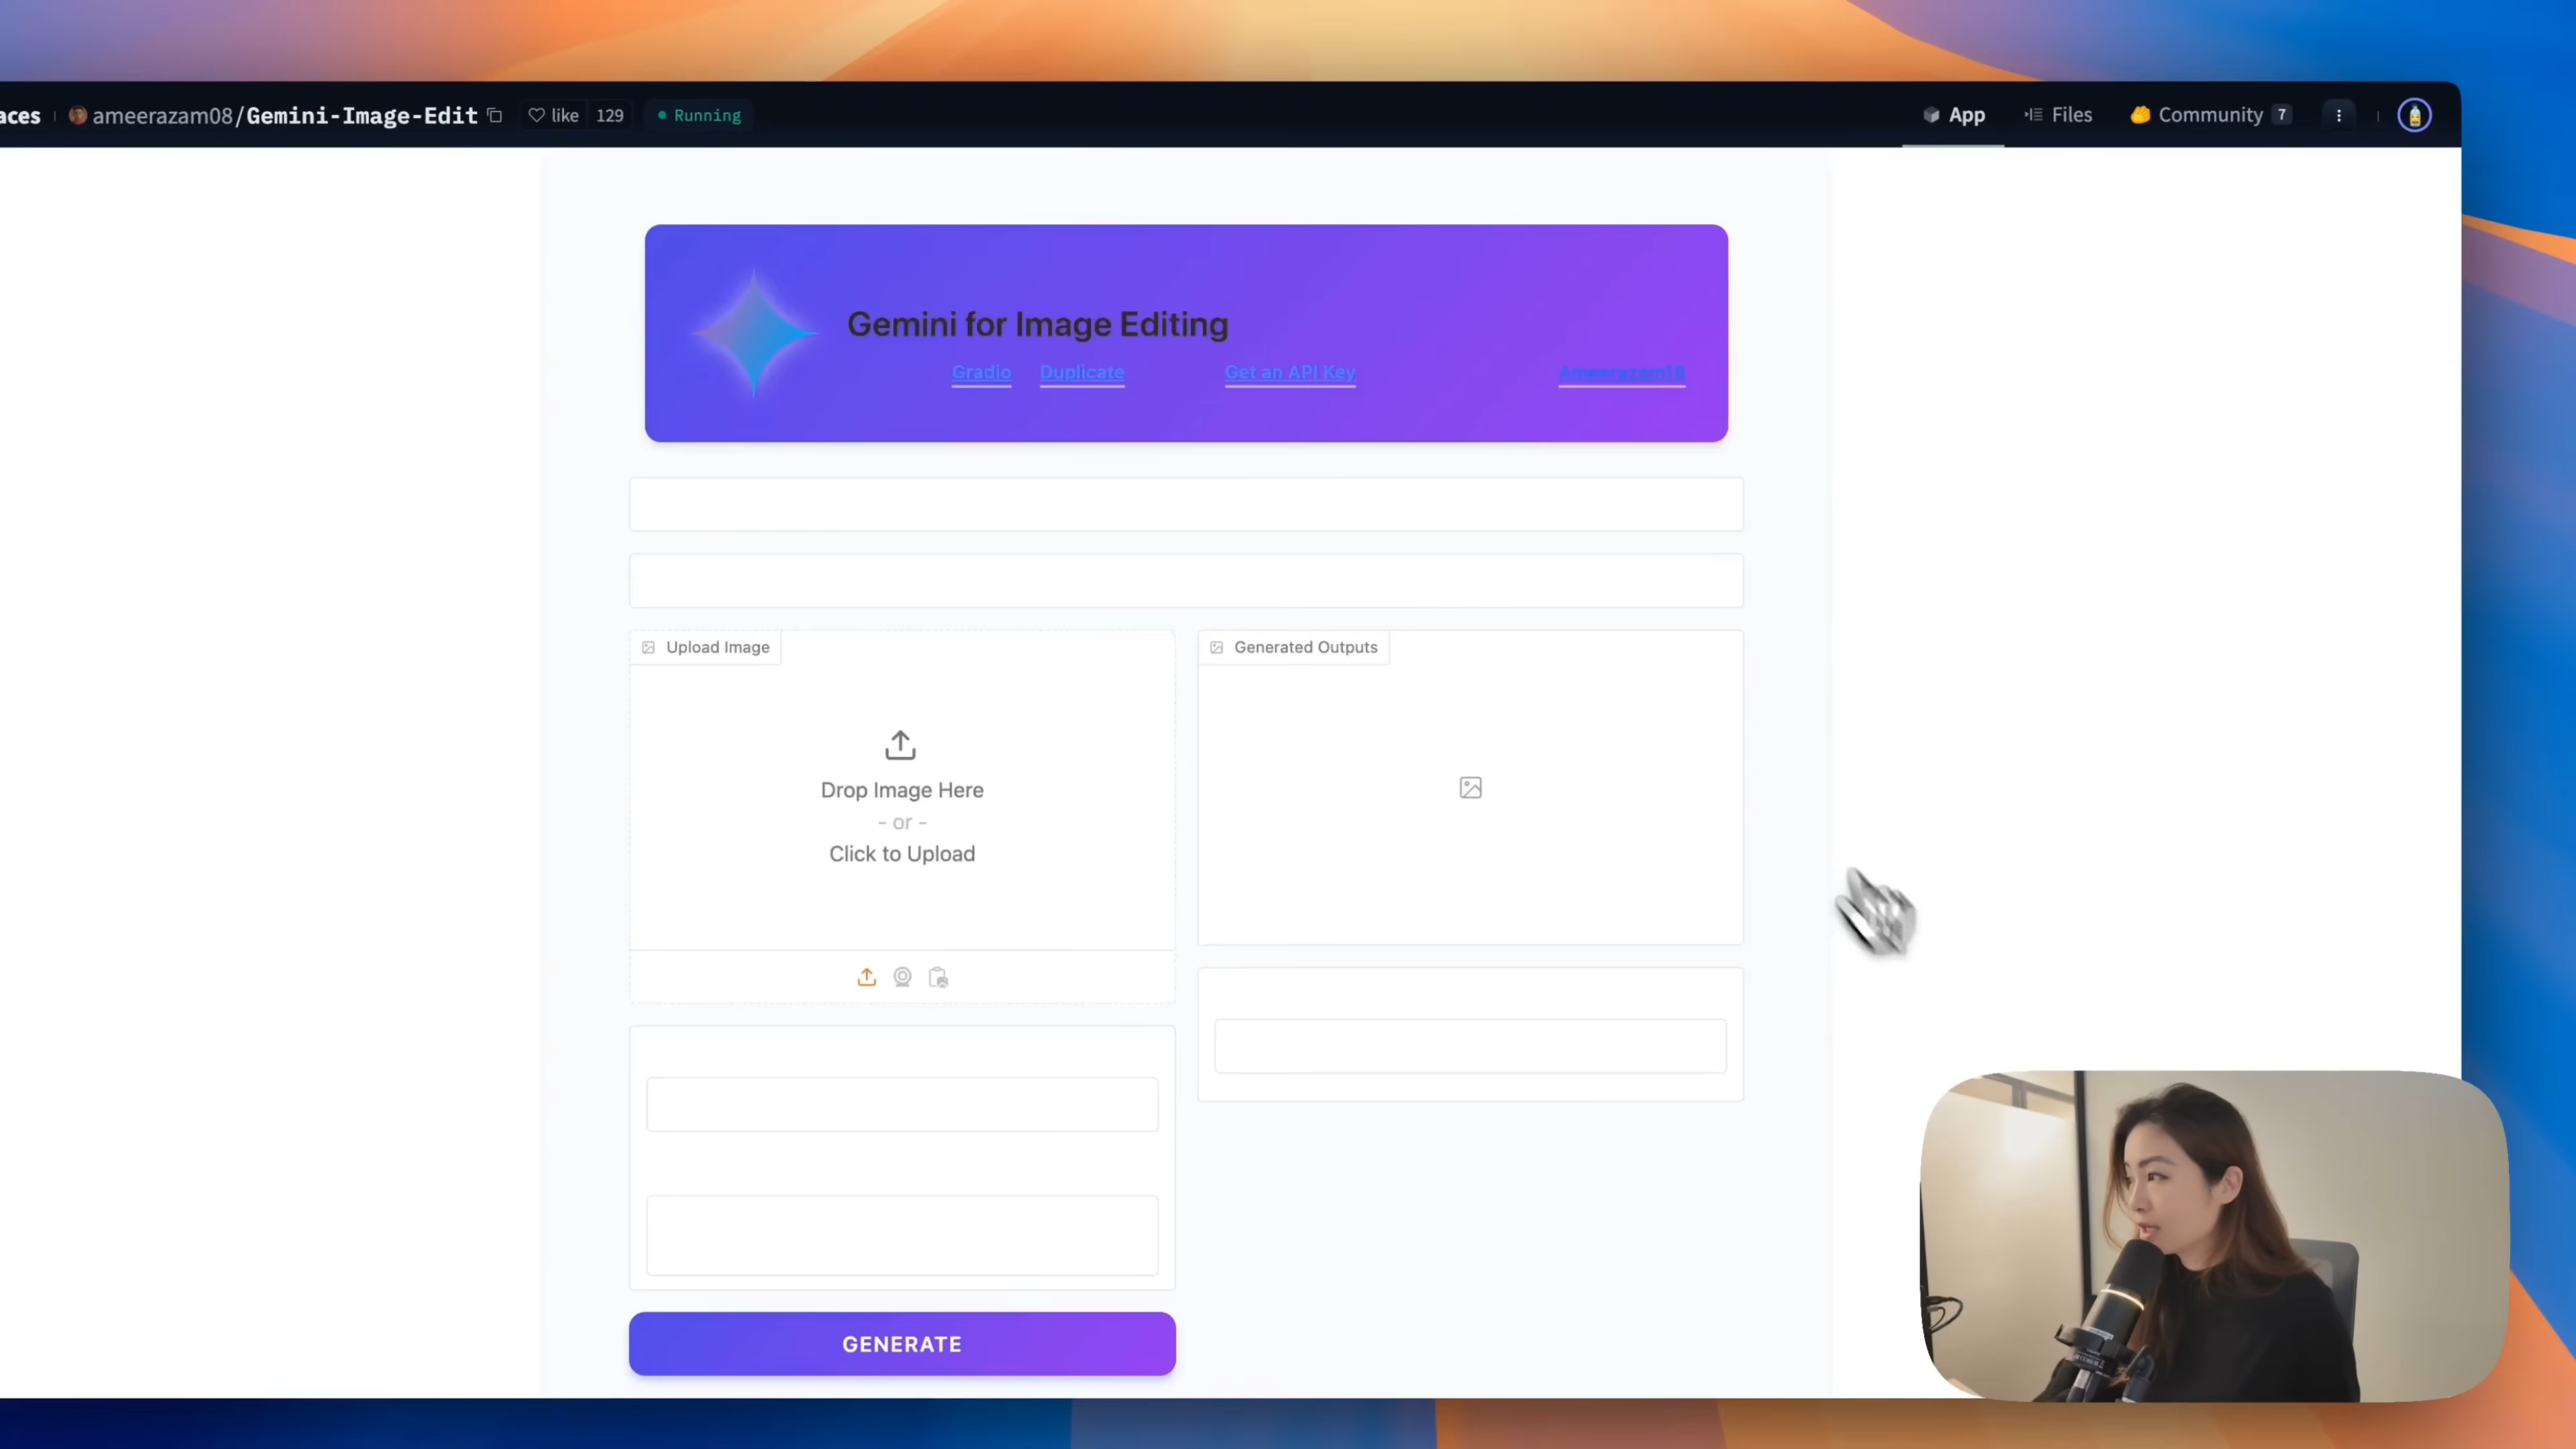 aces ameerazam08/Gemini-Image-Edit like 129 Running App Files Community 7
Gemini for Image Editing
Gradio Duplicate Get an API Key Ameerazam18
Upload Image
Generated Outputs
Drop Image Here
- or -
Click to Upload
GENERATE